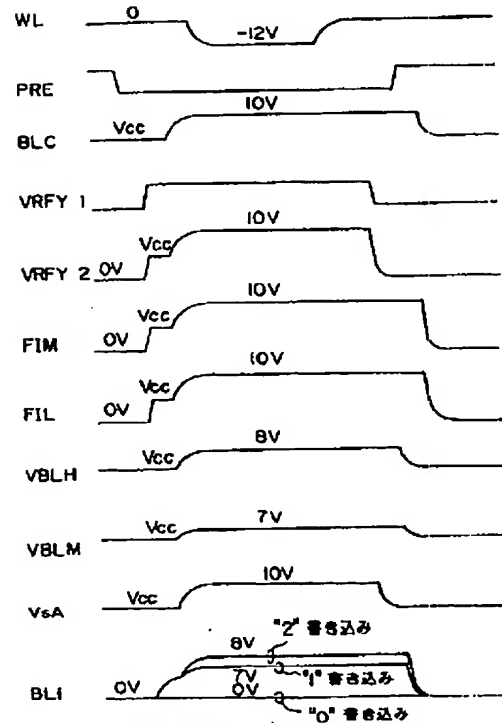 WL 0 -12V
PRE
BLC Vcc 10V
VRFY 1
VRFY 2 0V Vcc 10V
FIM 0V Vcc 10V
FIL 0V Vcc 10V
VBLH Vcc 8V
VBLM Vcc 7V
VSA Vcc 10V
8V "2" 書き込み
7V "1" 書き込み
BLi 0V 0V
"0" 書き込み